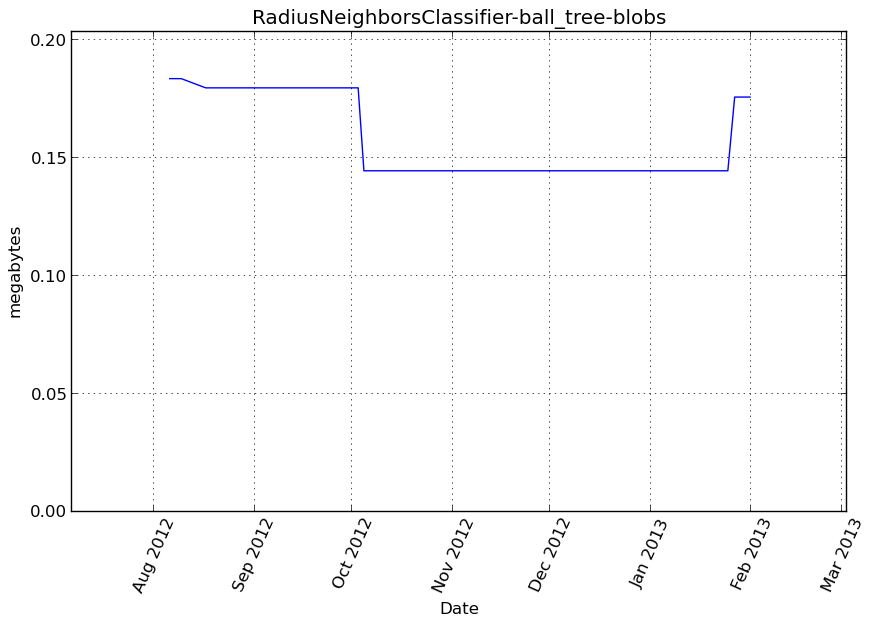 RadiusNeighborsClassifier-ball_tree-blobs
0.20
0.15
0.10
0.05
0.00
megabytes
Aug 2012
Sep 2012
Oct 2012
Nov 2012
Dec 2012
Jan 2013
Feb 2013
Mar 2013
Date